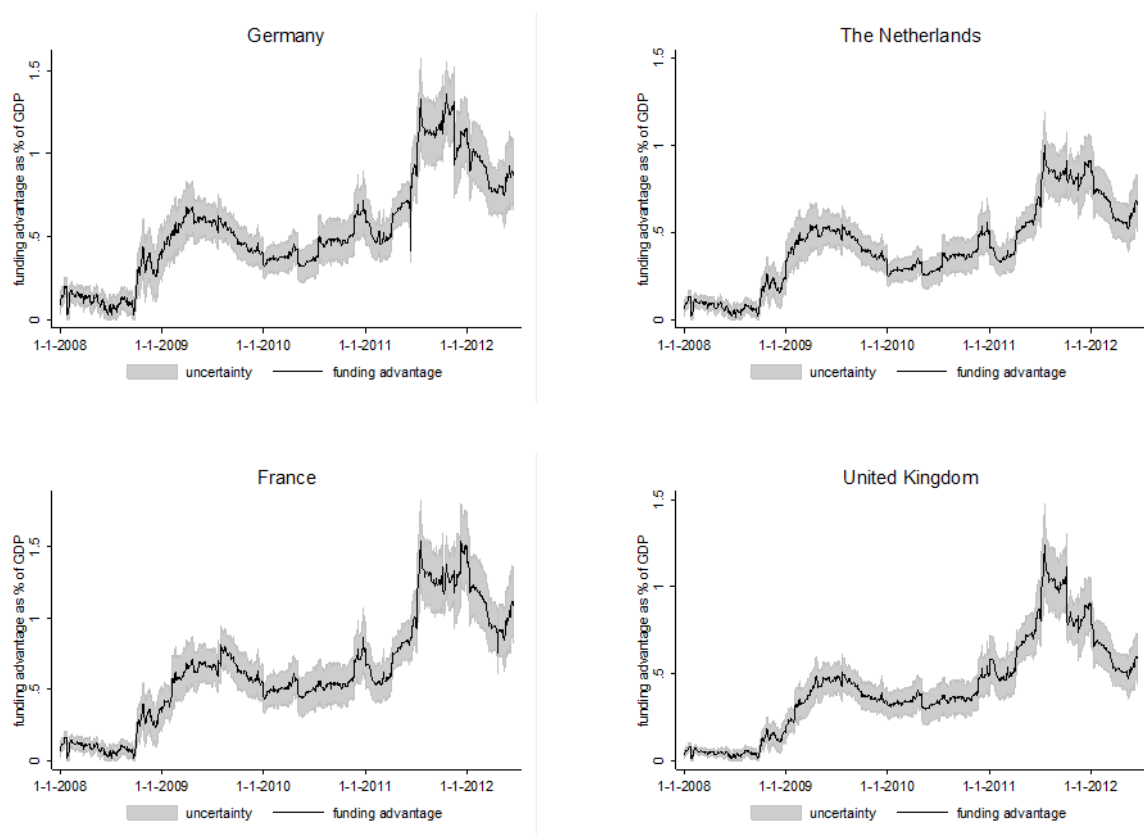 Germany
funding advantage as % of GDP
1.5
1
.5
0
1-1-2008 1-1-2009 1-1-2010 1-1-2011 1-1-2012
uncertainty funding advantage
The Netherlands
funding advantage as % of GDP
1.5
1
.5
0
1-1-2008 1-1-2009 1-1-2010 1-1-2011 1-1-2012
uncertainty funding advantage
France
funding advantage as % of GDP
1.5
1
.5
0
1-1-2008 1-1-2009 1-1-2010 1-1-2011 1-1-2012
uncertainty funding advantage
United Kingdom
funding advantage as % of GDP
1.5
1
.5
0
1-1-2008 1-1-2009 1-1-2010 1-1-2011 1-1-2012
uncertainty funding advantage